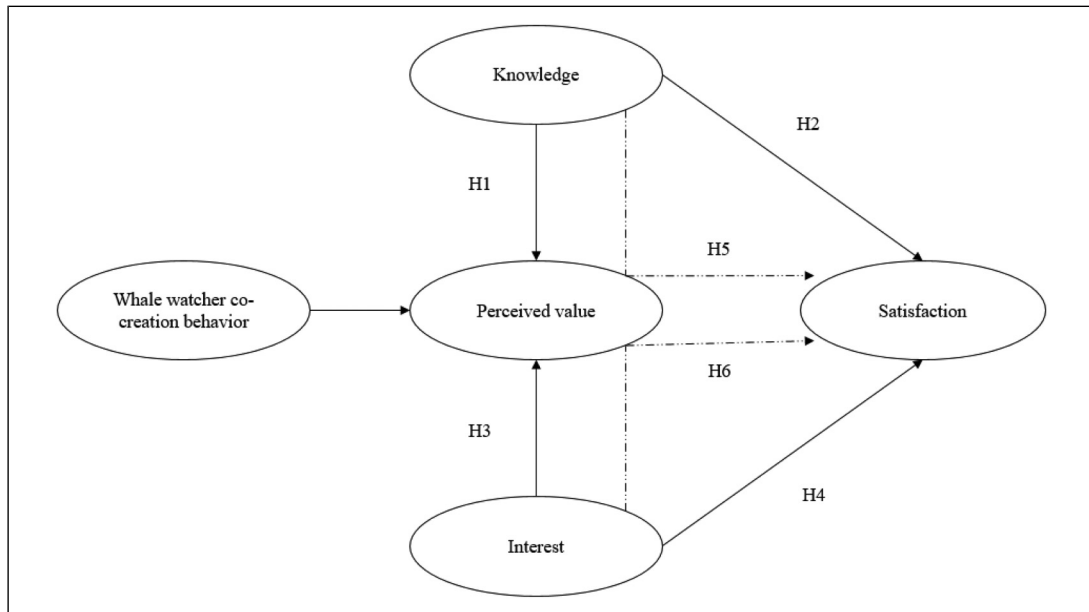 Knowledge
H2
H1
H5
Whale watcher co-
creation behavior
Perceived value
Satisfaction
H6
H3
H4
Interest